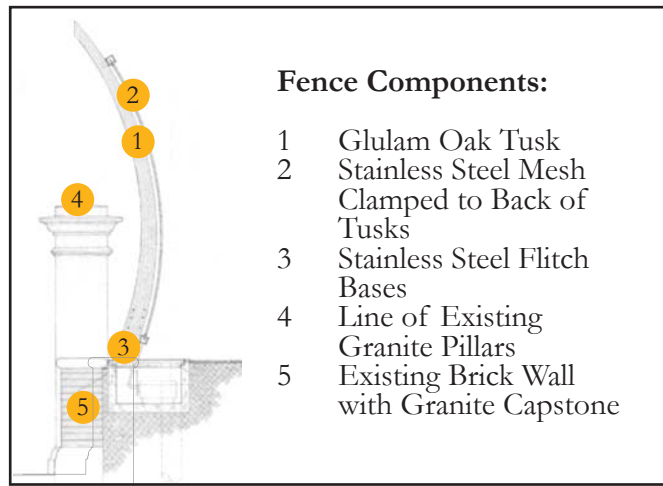 Fence Components:
1 Glulam Oak Tusk
2 Stainless Steel Mesh
Clamped to Back of
Tusks
3 Stainless Steel Flitch
Bases
4 Line of Existing
Granite Pillars
5 Existing Brick Wall
with Granite Capstone
2
1
4
3
5